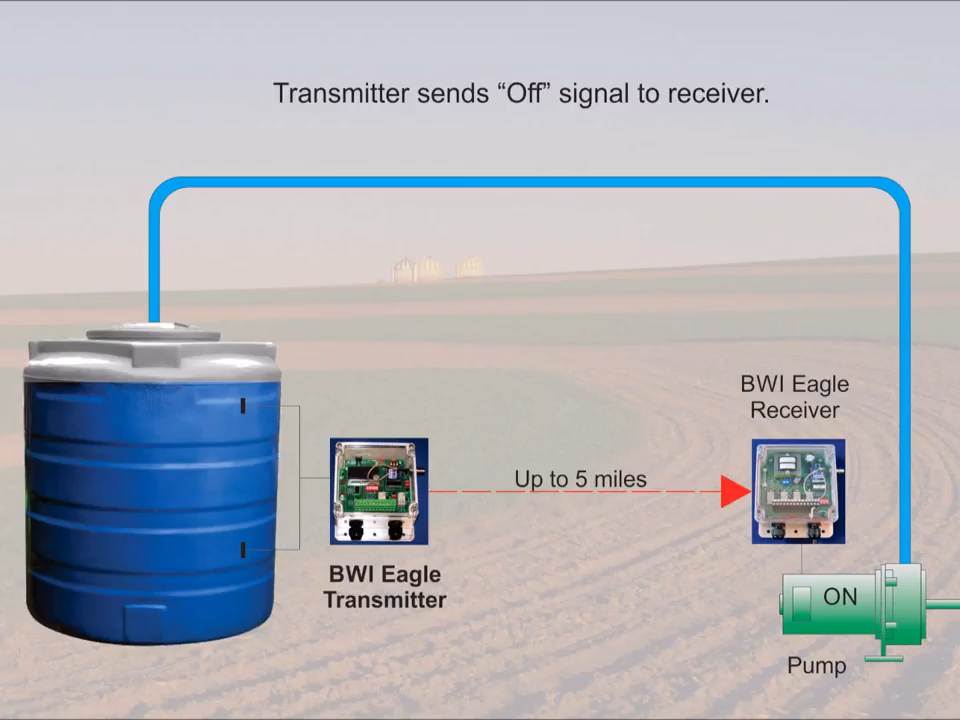 Transmitter sends “Off” signal to receiver.
BWI Eagle
Receiver
Up to 5 miles
BWI Eagle
Transmitter
ON
Pump